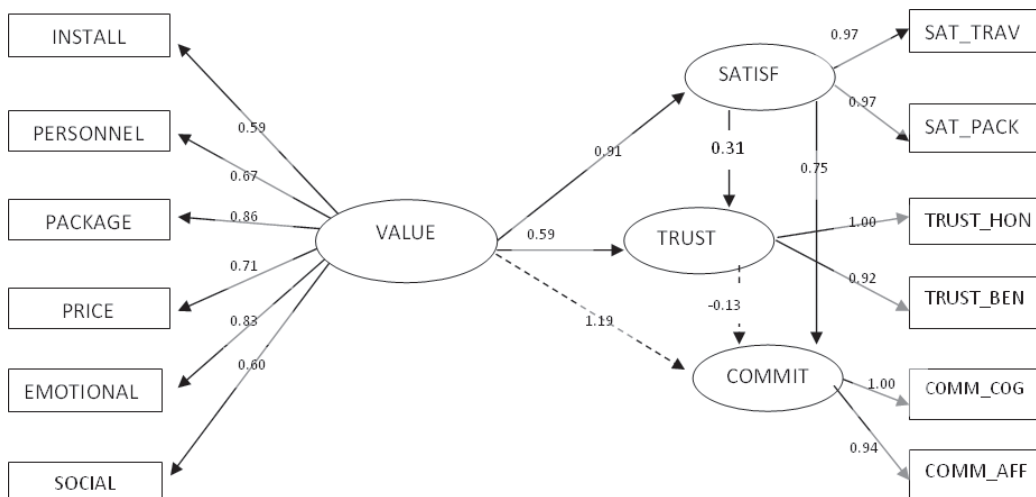 INSTALL
PERSONNEL
PACKAGE
PRICE
EMOTIONAL
SOCIAL
0.59
0.67
0.86
0.71
0.83
0.60
VALUE
0.91
0.59
1.19
SATISF
0.31
0.75
TRUST
-0.13
COMMIT
0.97
0.97
1.00
0.92
1.00
0.94
SAT_TRAV
SAT_PACK
TRUST_HON
TRUST_BEN
COMM_COG
COMM_AFF